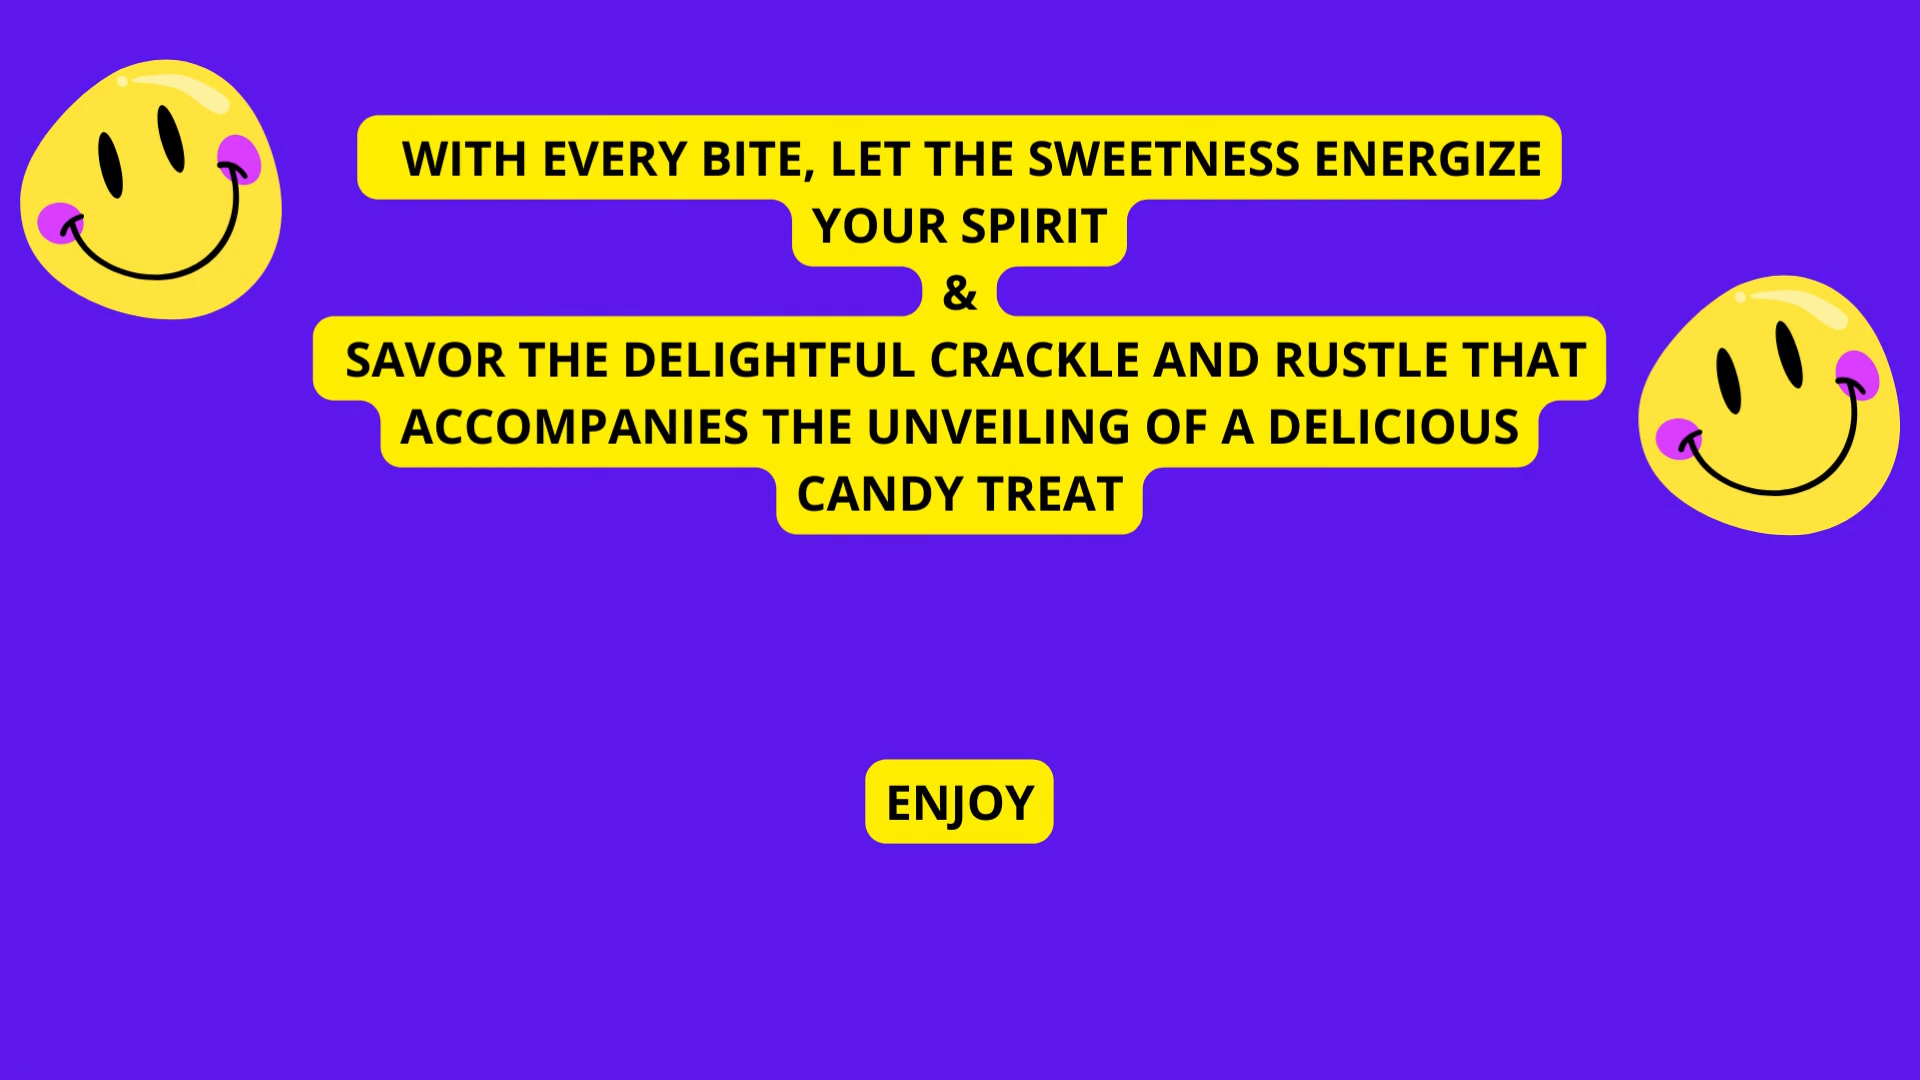 WITH EVERY BITE, LET THE SWEETNESS ENERGIZE
YOUR SPIRIT
&
SAVOR THE DELIGHTFUL CRACKLE AND RUSTLE THAT
ACCOMPANIES THE UNVEILING OF A DELICIOUS
CANDY TREAT
ENJOY